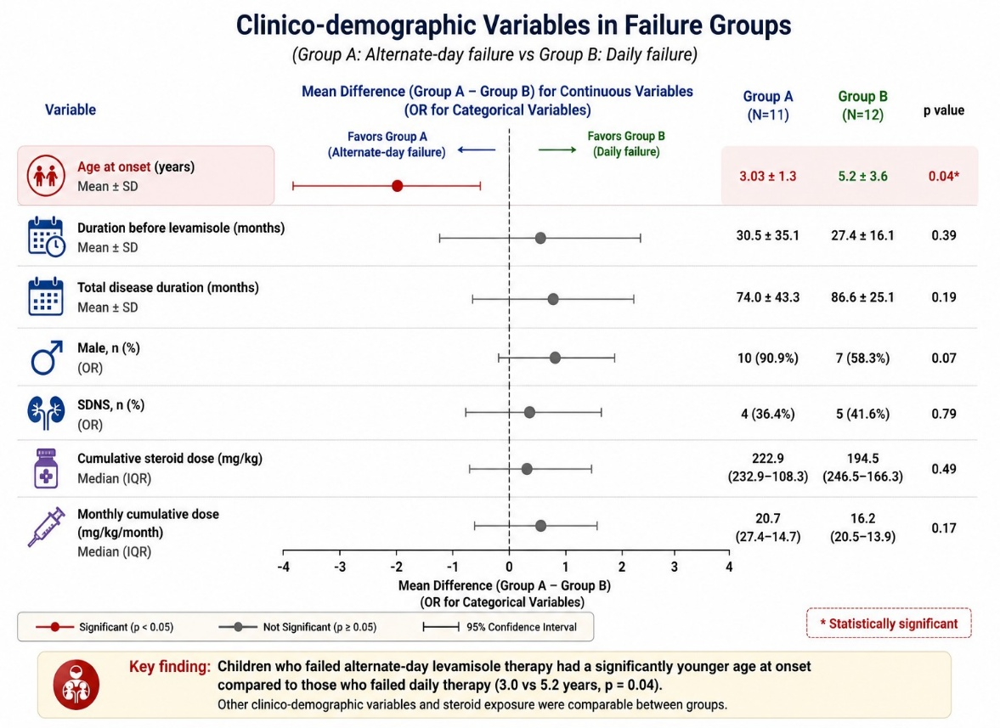 Clinico-demographic Variables in Failure Groups
(Group A: Alternate-day failure vs Group B: Daily failure)
Variable
Mean Difference (Group A – Group B) for Continuous Variables
(OR for Categorical Variables)
Group A
(N=11)
Group B
(N=12)
p value
Favors Group A
(Alternate-day failure)
Favors Group B
(Daily failure)
Age at onset (years)
Mean ± SD
3.03 ± 1.3
5.2 ± 3.6
0.04*
Duration before levamisole (months)
Mean ± SD
30.5 ± 35.1
27.4 ± 16.1
0.39
Total disease duration (months)
Mean ± SD
74.0 ± 43.3
86.6 ± 25.1
0.19
Male, n (%)
(OR)
10 (90.9%)
7 (58.3%)
0.07
SDNS, n (%)
(OR)
4 (36.4%)
5 (41.6%)
0.79
Cumulative steroid dose (mg/kg)
Median (IQR)
222.9
(232.9–108.3)
194.5
(246.5–166.3)
0.49
Monthly cumulative dose
(mg/kg/month)
Median (IQR)
20.7
(27.4–14.7)
16.2
(20.5–13.9)
0.17
-4 -3 -2 -1 0 1 2 3 4
Mean Difference (Group A – Group B)
(OR for Categorical Variables)
Significant (p < 0.05)
Not Significant (p ≥ 0.05)
95% Confidence Interval
* Statistically significant
Key finding: Children who failed alternate-day levamisole therapy had a significantly younger age at onset
compared to those who failed daily therapy (3.0 vs 5.2 years, p = 0.04).
Other clinico-demographic variables and steroid exposure were comparable between groups.